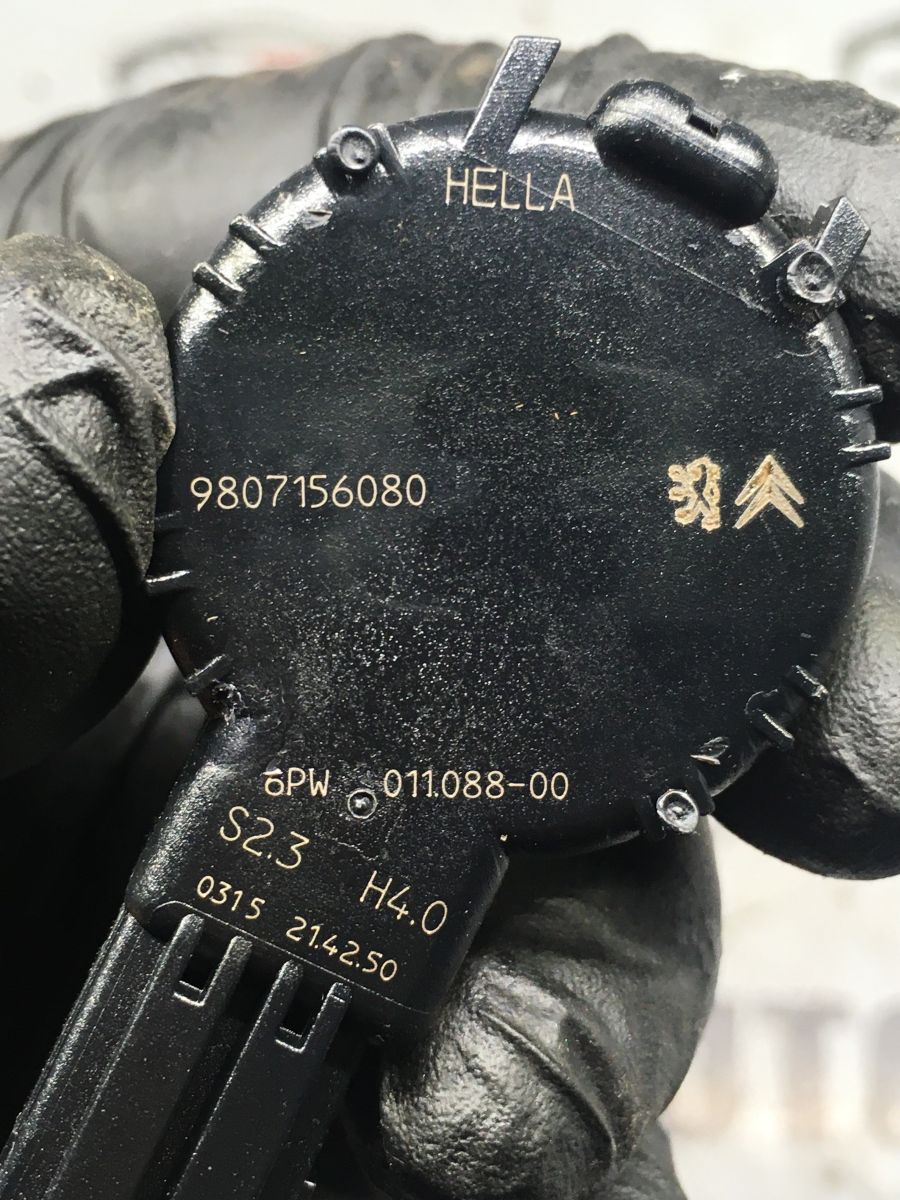 HELLA
9807156080
6PW 011.088-00
S2.3
H4.0
0315 21.42.50